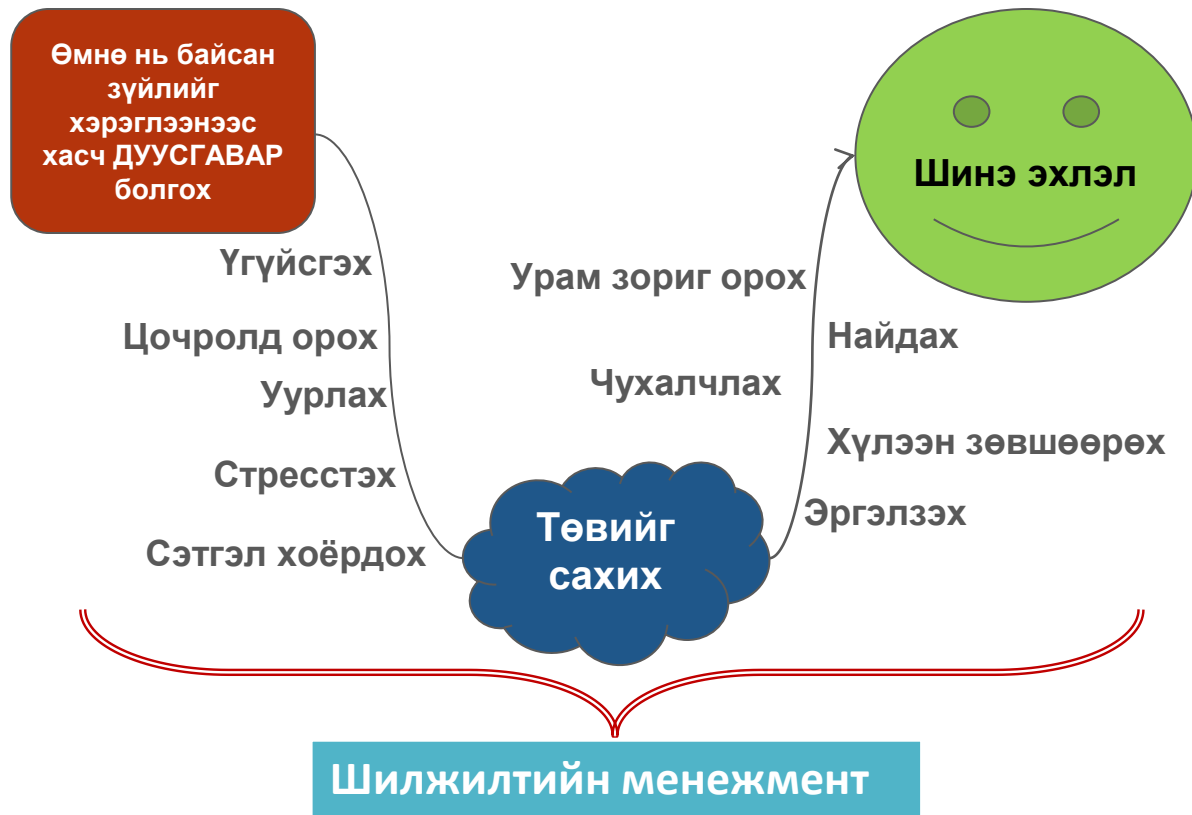 Өмнө нь байсан
зүйлийг
хэрэглээнээс
хасч ДУУСГАВАР
болгох
Үгүйсгэх
Цочролд орох
Уурлах
Стресстэх
Сэтгэл хоёрдох
Төвийг
сахих
Шинэ эхлэл
Урам зориг орох
Найдах
Чухалчлах
Хүлээн зөвшөөрөх
Эргэлзэх
Шилжилтийн менежмент